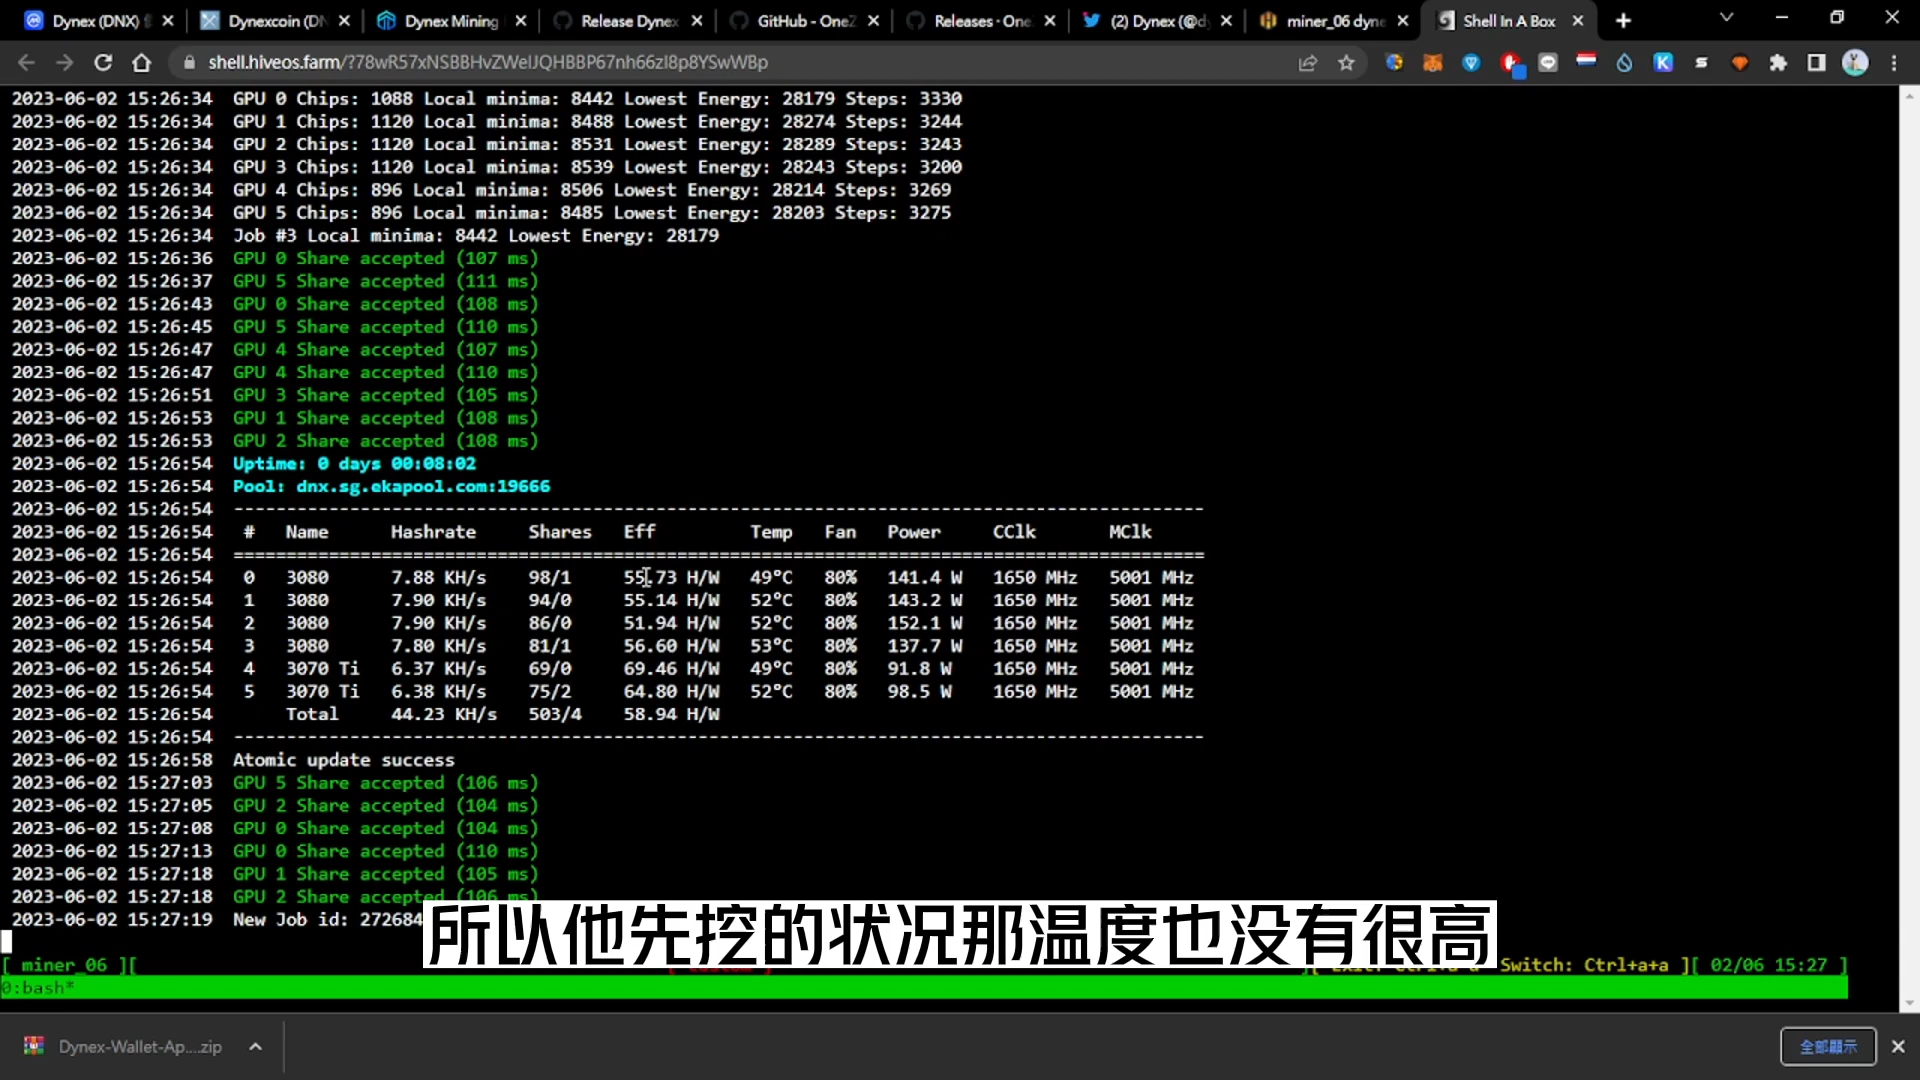 Dynex (DNX)
Dynexcoin (DN
Dynex Mining
Release Dynex
GitHub - OneZ
Releases · One
(2) Dynex (@dy
miner_06 dyne
Shell In A Box
shell.hiveos.farm/?78wR57xNSBBHvZWeIJQHBBP67nh66zI8p8YSwWBp
2023-06-02 15:26:34 GPU 0 Chips: 1088 Local minima: 8442 Lowest Energy: 28179 Steps: 3330
2023-06-02 15:26:34 GPU 1 Chips: 1120 Local minima: 8488 Lowest Energy: 28274 Steps: 3244
2023-06-02 15:26:34 GPU 2 Chips: 1120 Local minima: 8531 Lowest Energy: 28289 Steps: 3243
2023-06-02 15:26:34 GPU 3 Chips: 1120 Local minima: 8539 Lowest Energy: 28243 Steps: 3200
2023-06-02 15:26:34 GPU 4 Chips: 896 Local minima: 8506 Lowest Energy: 28214 Steps: 3269
2023-06-02 15:26:34 GPU 5 Chips: 896 Local minima: 8485 Lowest Energy: 28203 Steps: 3275
2023-06-02 15:26:34 Job #3 Local minima: 8442 Lowest Energy: 28179
2023-06-02 15:26:36 GPU 0 Share accepted (107 ms)
2023-06-02 15:26:37 GPU 5 Share accepted (111 ms)
2023-06-02 15:26:43 GPU 0 Share accepted (108 ms)
2023-06-02 15:26:45 GPU 5 Share accepted (110 ms)
2023-06-02 15:26:47 GPU 4 Share accepted (107 ms)
2023-06-02 15:26:47 GPU 4 Share accepted (110 ms)
2023-06-02 15:26:51 GPU 3 Share accepted (105 ms)
2023-06-02 15:26:53 GPU 1 Share accepted (108 ms)
2023-06-02 15:26:53 GPU 2 Share accepted (108 ms)
2023-06-02 15:26:54 Uptime: 0 days 00:08:02
2023-06-02 15:26:54 Pool: dnx.sg.ekapool.com:19666
2023-06-02 15:26:54
2023-06-02 15:26:54 # Name Hashrate Shares Eff Temp Fan Power CClk MClk
2023-06-02 15:26:54
2023-06-02 15:26:54 0 3080 7.88 KH/s 98/1 55.73 H/W 49°C 80% 141.4 W 1650 MHz 5001 MHz
2023-06-02 15:26:54 1 3080 7.90 KH/s 94/0 55.14 H/W 52°C 80% 143.2 W 1650 MHz 5001 MHz
2023-06-02 15:26:54 2 3080 7.90 KH/s 86/0 51.94 H/W 52°C 80% 152.1 W 1650 MHz 5001 MHz
2023-06-02 15:26:54 3 3080 7.80 KH/s 81/1 56.60 H/W 53°C 80% 137.7 W 1650 MHz 5001 MHz
2023-06-02 15:26:54 4 3070 Ti 6.37 KH/s 69/0 69.46 H/W 49°C 80% 91.8 W 1650 MHz 5001 MHz
2023-06-02 15:26:54 5 3070 Ti 6.38 KH/s 75/2 64.80 H/W 52°C 80% 98.5 W 1650 MHz 5001 MHz
2023-06-02 15:26:54 Total 44.23 KH/s 503/4 58.94 H/W
2023-06-02 15:26:54
2023-06-02 15:26:58 Atomic update success
2023-06-02 15:27:03 GPU 5 Share accepted (106 ms)
2023-06-02 15:27:05 GPU 2 Share accepted (104 ms)
2023-06-02 15:27:08 GPU 0 Share accepted (104 ms)
2023-06-02 15:27:13 GPU 0 Share accepted (110 ms)
2023-06-02 15:27:18 GPU 1 Share accepted (105 ms)
2023-06-02 15:27:18 GPU 2 Share accepted (106 ms)
2023-06-02 15:27:19 New Job id: 272684
所以他先挖的状况那温度也没有很高
[ miner_06 ][ Switch: Ctrl+a+a ][ 02/06 15:27 ]
0:bash*
Dynex-Wallet-Ap....zip
全部顯示